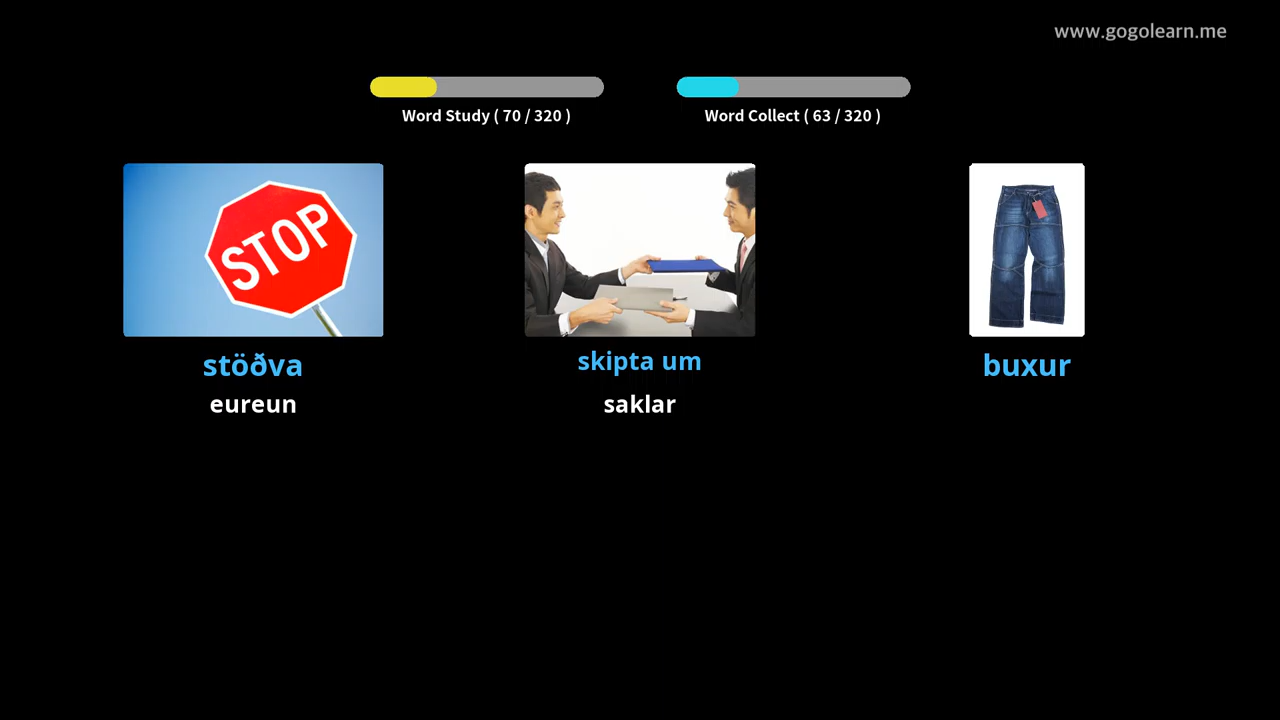 www.gogolearn.me
Word Study ( 70 / 320 )
Word Collect ( 63 / 320 )
STOP
stöðva
skipta um
buxur
eureun
saklar